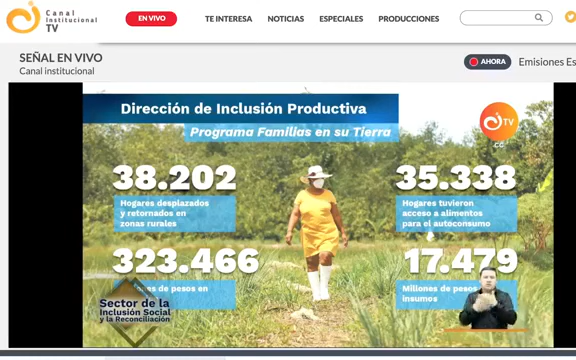 Canal
Institucional
TV
EN VIVO
TE INTERESA
NOTICIAS
ESPECIALES
PRODUCCIONES
SEÑAL EN VIVO
Canal institucional
AHORA
Emisiones Es
Dirección de Inclusión Productiva
Programa Familias en su Tierra
TV
.CO
38.202
Hogares desplazados
y retornados en
zonas rurales
35.338
Hogares tuvieron
acceso a alimentos
para el autoconsumo
323.466
es de pesos en
17.479
Millones de pesos
insumos
Sector de la
Inclusión Social
y la Reconciliación